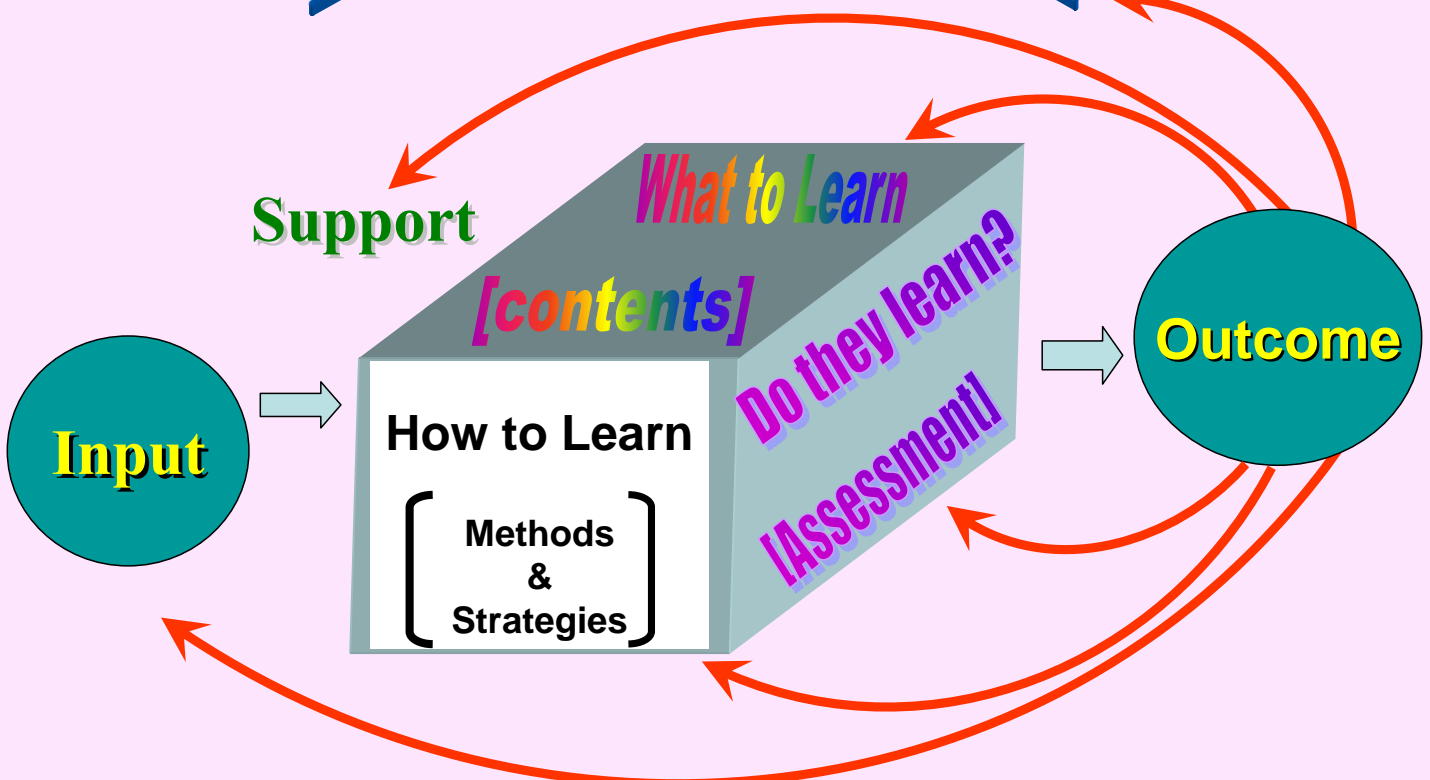 What to Learn
Support
[contents]
Do they learn?
[Assessment]
Outcome
Input
How to Learn
Methods
&
Strategies